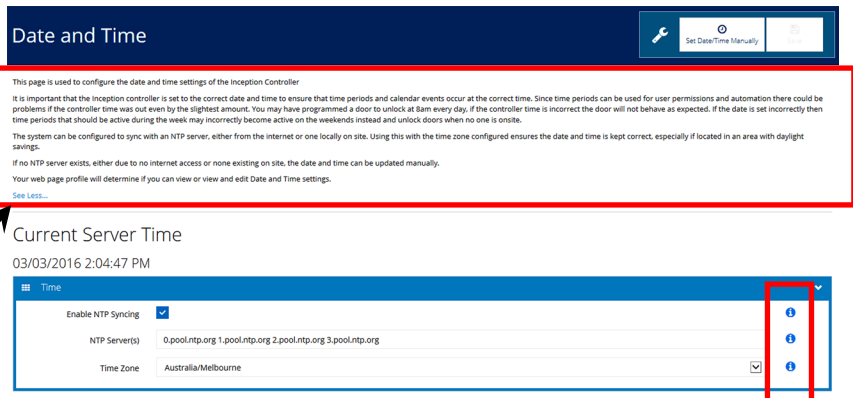 Date and Time
Set Date/Time Manually
This page is used to configure the date and time settings of the Inception Controller
It is important that the Inception controller is set to the correct date and time to ensure that time periods and calendar events occur at the correct time. Since time periods can be used for user permissions and automation there could be
problems if the controller time was out even by the slightest amount. You may have programmed a door to unlock at 8am every day, if the controller time is incorrect the door will not behave as expected. If the date is set incorrectly then
time periods that should be active during the week may incorrectly become active on the weekends instead and unlock doors when no one is onsite.
The system can be configured to sync with an NTP server, either from the internet or one locally on site. Using this with the time zone configured ensures the date and time is kept correct, especially if located in an area with daylight
savings.
If no NTP server exists, either due to no internet access or none existing on site, the date and time can be updated manually.
Your web page profile will determine if you can view or view and edit Date and Time settings.
See Less...
Current Server Time
03/03/2016 2:04:47 PM
Time
Enable NTP Syncing
NTP Server(s) 0.pool.ntp.org 1.pool.ntp.org 2.pool.ntp.org 3.pool.ntp.org
Time Zone Australia/Melbourne